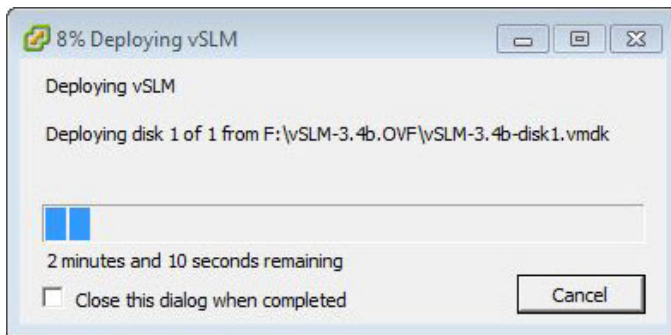 8% Deploying vSLM
Deploying vSLM
Deploying disk 1 of 1 from F:\vSLM-3.4b.OVF\vSLM-3.4b-disk1.vmdk
2 minutes and 10 seconds remaining
Close this dialog when completed
Cancel